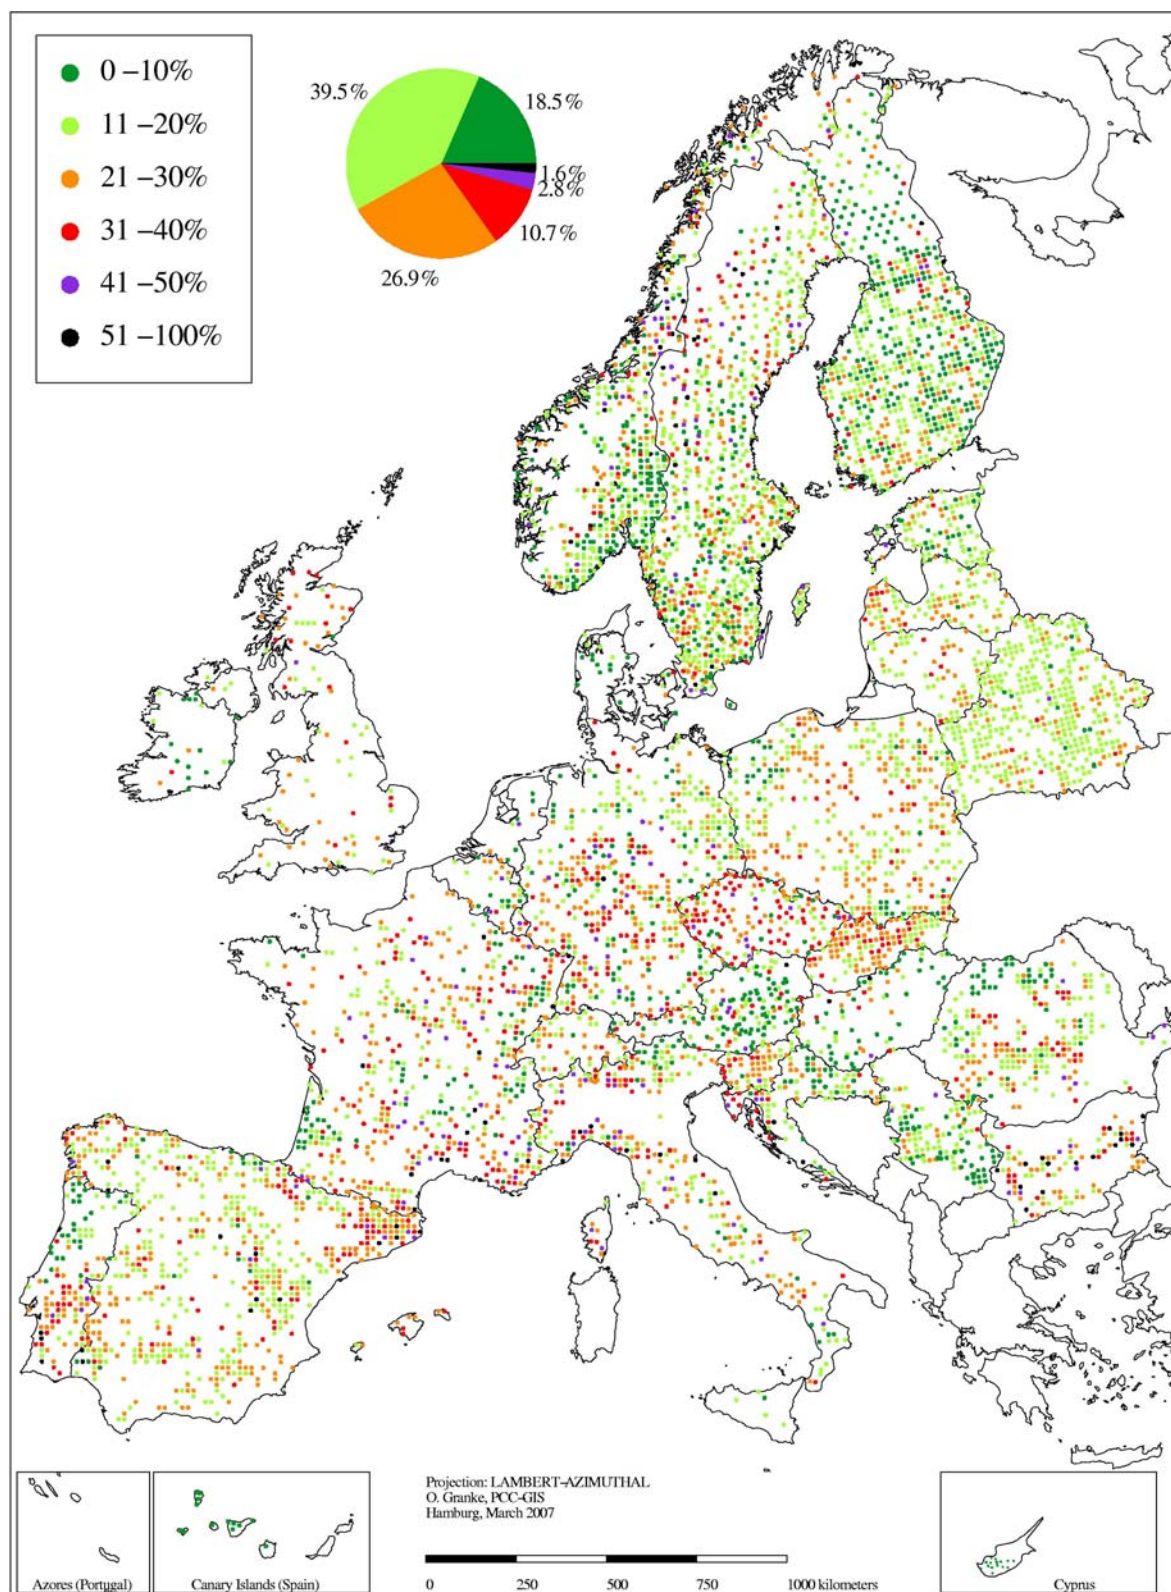 0 –10%
11 –20%
21 –30%
31 –40%
41 –50%
51 –100%
39.5%
18.5%
1.6%
2.8%
10.7%
26.9%
Projection: LAMBERT-AZIMUTHAL
O. Granke, PCC-GIS
Hamburg, March 2007
Azores (Portugal)
Canary Islands (Spain)
0 250 500 750 1000 kilometers
Cyprus